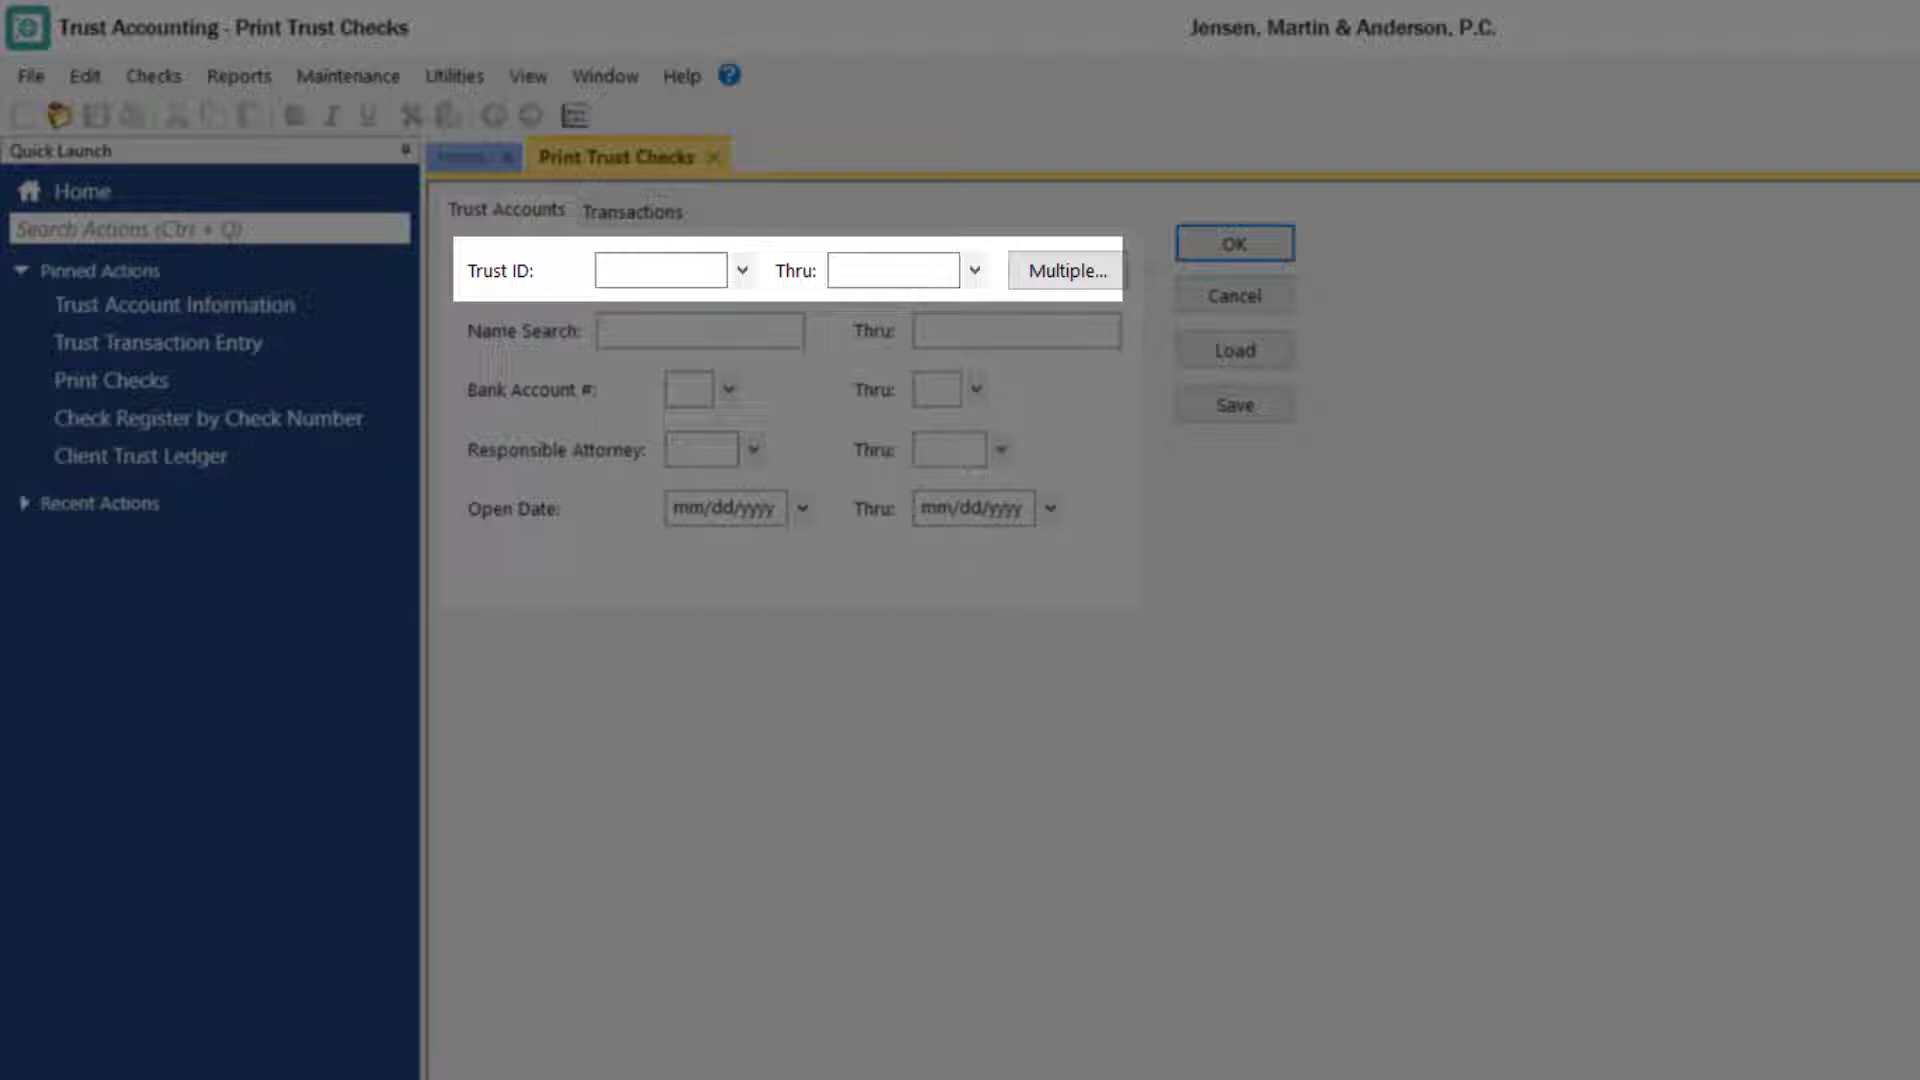 Trust Accounting - Print Trust Checks
Jensen, Martin & Anderson, P.C.
File Edit Checks Reports Maintenance Utilities View Window Help ?
B I U
Quick Launch
Print Trust Checks
Home
Search Actions (Ctrl + Q)
Pinned Actions
Trust Account Information
Trust Transaction Entry
Print Checks
Check Register by Check Number
Client Trust Ledger
Recent Actions
Trust Accounts Transactions
Trust ID: Thru: Multiple...
Name Search: Thru:
Bank Account #: Thru:
Responsible Attorney: Thru:
Open Date: mm/dd/yyyy Thru: mm/dd/yyyy
OK
Cancel
Load
Save